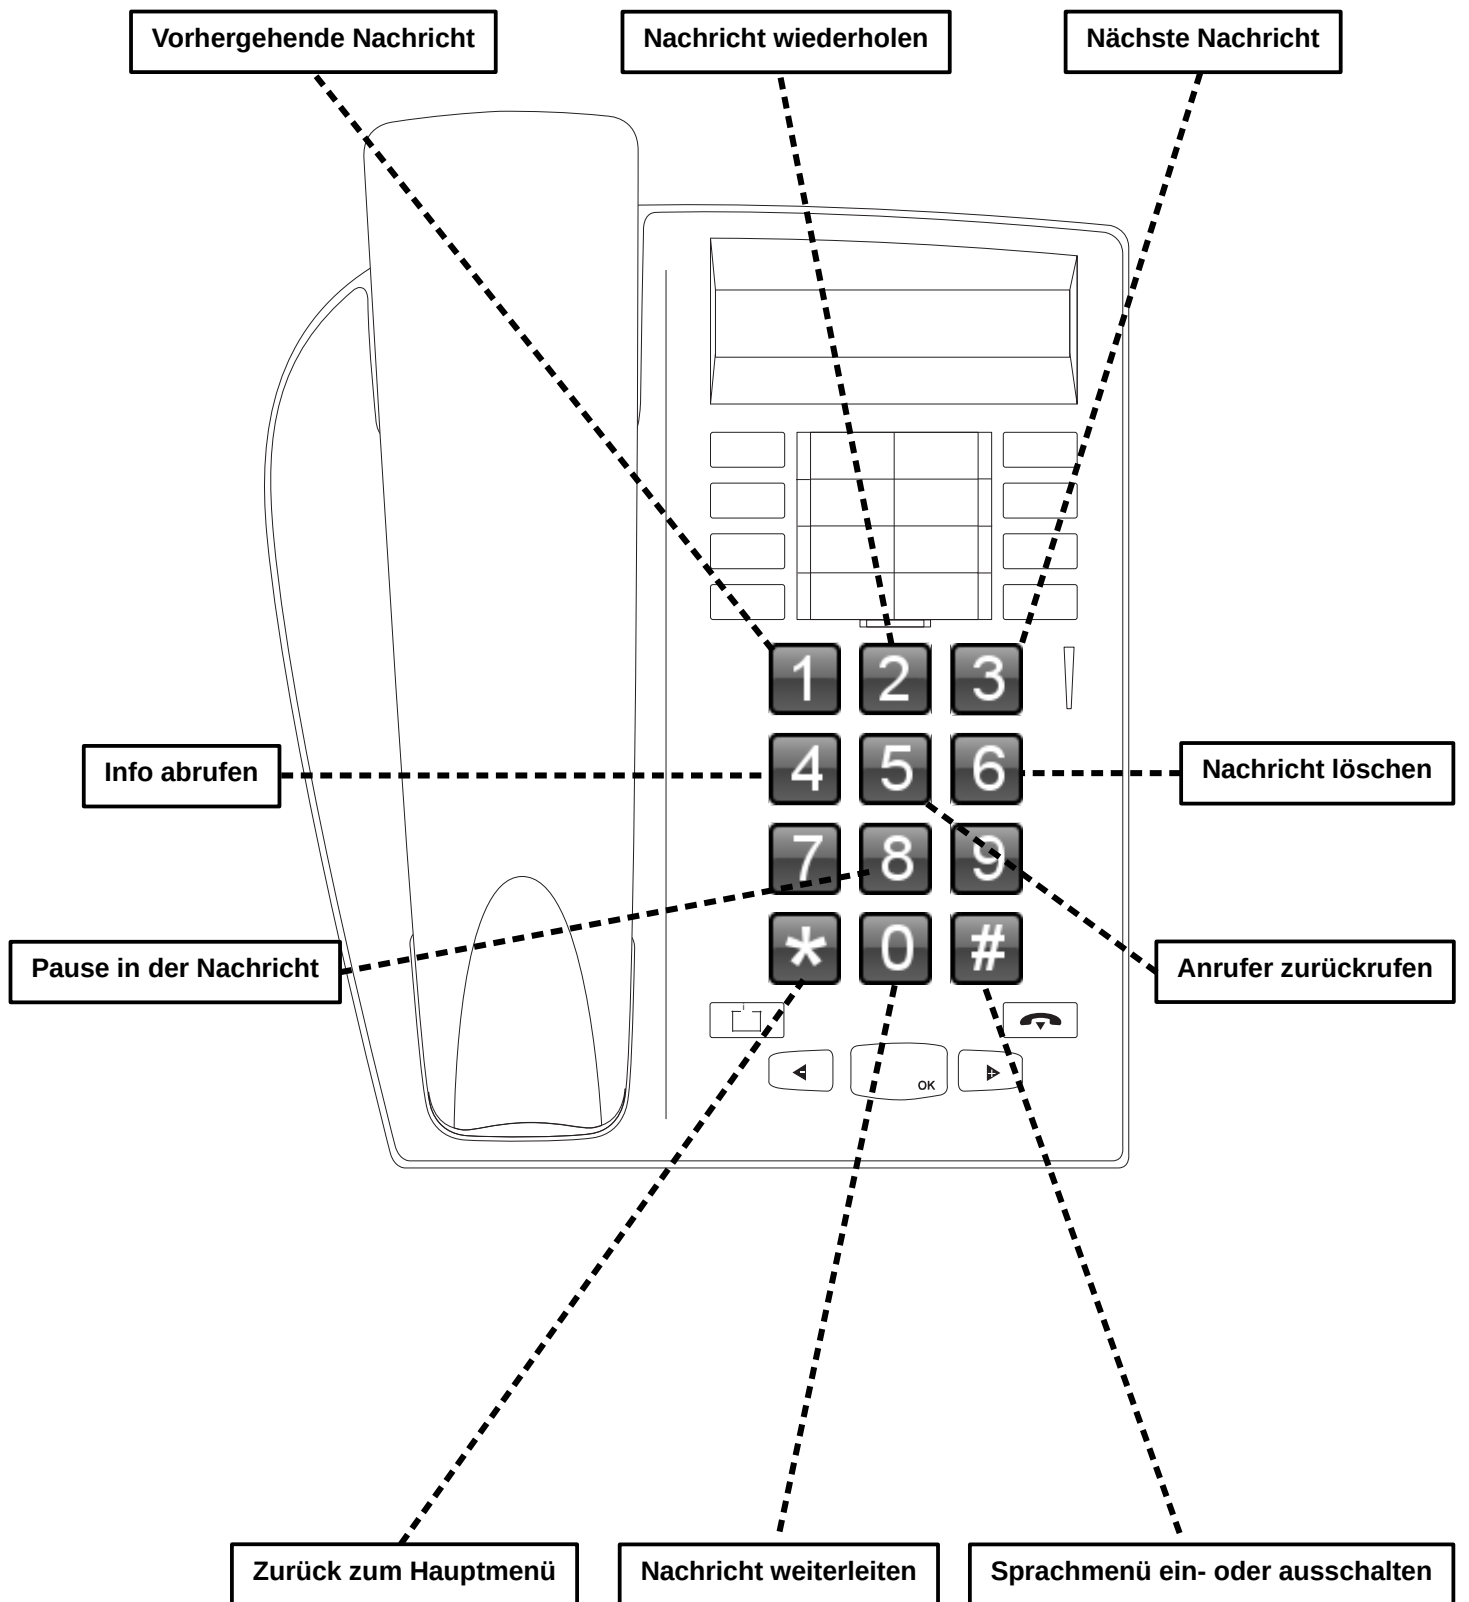 Vorhergehende Nachricht
Nachricht wiederholen
Nächste Nachricht
1 2 3
Info abrufen
4 5 6
Nachricht löschen
7 8 9
Pause in der Nachricht
* 0 #
Anrufer zurückrufen
OK
Zurück zum Hauptmenü
Nachricht weiterleiten
Sprachmenü ein- oder ausschalten